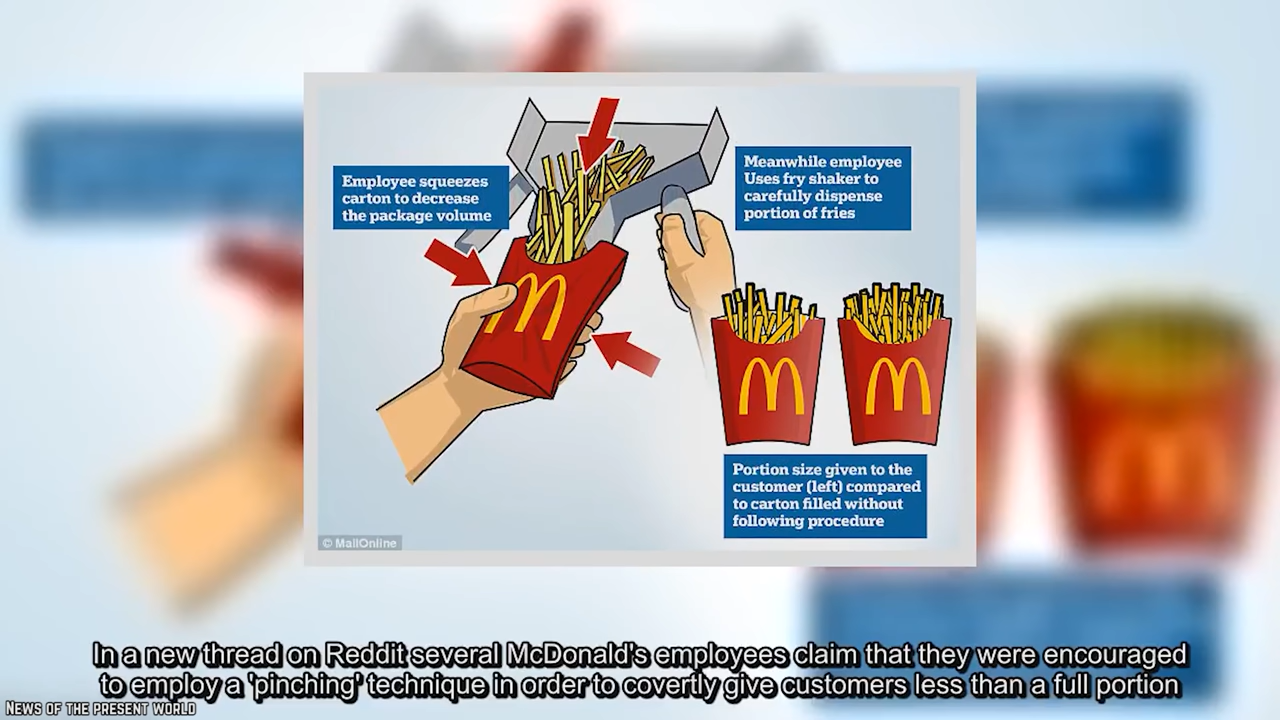 Employee squeezes
carton to decrease
the package volume
Meanwhile employee
Uses fry shaker to
carefully dispense
portion of fries
Portion size given to the
customer (left) compared
to carton filled without
following procedure
© MailOnline
In a new thread on Reddit several McDonald's employees claim that they were encouraged
to employ a 'pinching' technique in order to covertly give customers less than a full portion
News of the present world